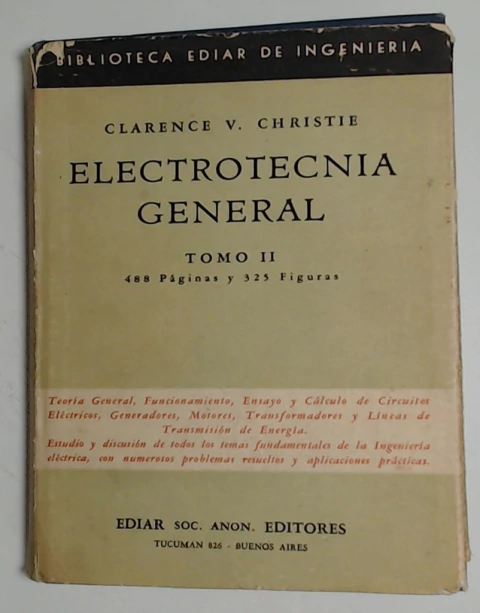 BIBLIOTECA EDIAR DE INGENIERIA
CLARENCE V. CHRISTIE
ELECTROTECNIA
GENERAL
TOMO II
488 Páginas y 325 Figuras
Teoría General, Funcionamiento, Ensayo y Cálculo de Circuitos
Eléctricos, Generadores, Motores, Transformadores y Líneas de
Transmisión de Energía.
Estudio y discusión de todos los temas fundamentales de la Ingeniería
eléctrica, con numerosos problemas resueltos y aplicaciones prácticas.
EDIAR SOC. ANON. EDITORES
TUCUMAN 826 - BUENOS AIRES